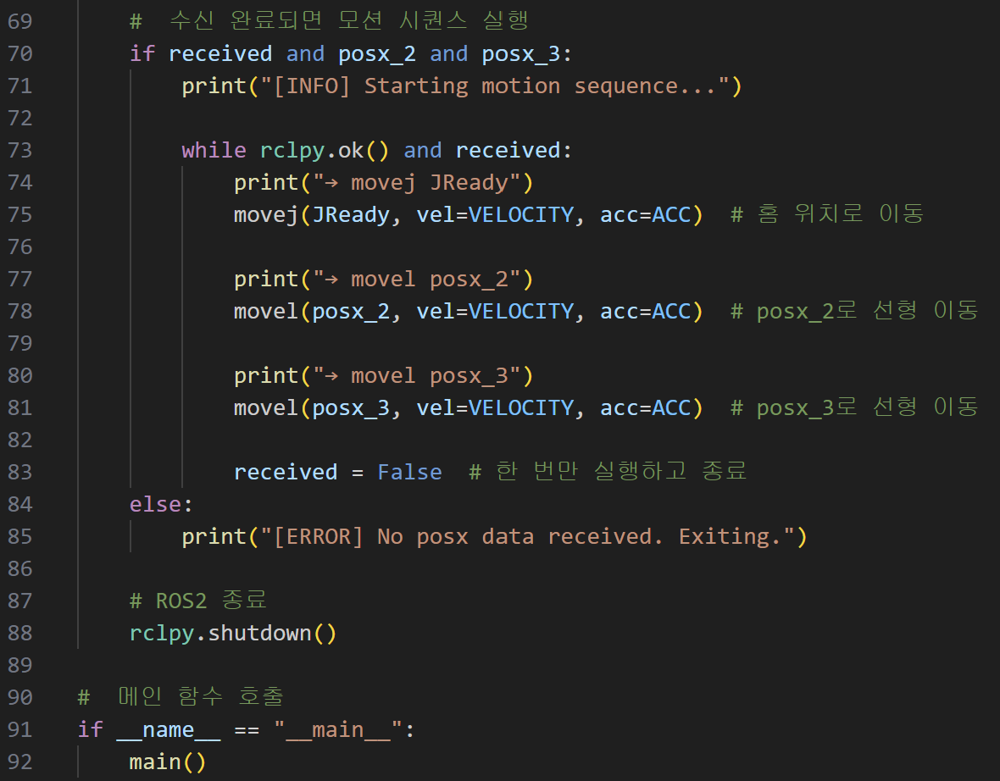 69 #  수신 완료되면 모션 시퀀스 실행
70 if received and posx_2 and posx_3:
71 print("[INFO] Starting motion sequence...")
72
73 while rclpy.ok() and received:
74 print("→ movej JReady")
75 movej(JReady, vel=VELOCITY, acc=ACC)  # 홈 위치로 이동
76
77 print("→ movel posx_2")
78 movel(posx_2, vel=VELOCITY, acc=ACC)  # posx_2로 선형 이동
79
80 print("→ movel posx_3")
81 movel(posx_3, vel=VELOCITY, acc=ACC)  # posx_3로 선형 이동
82
83 received = False  # 한 번만 실행하고 종료
84 else:
85 print("[ERROR] No posx data received. Exiting.")
86
87 # ROS2 종료
88 rclpy.shutdown()
89
90 #  메인 함수 호출
91 if __name__ == "__main__":
92 main()